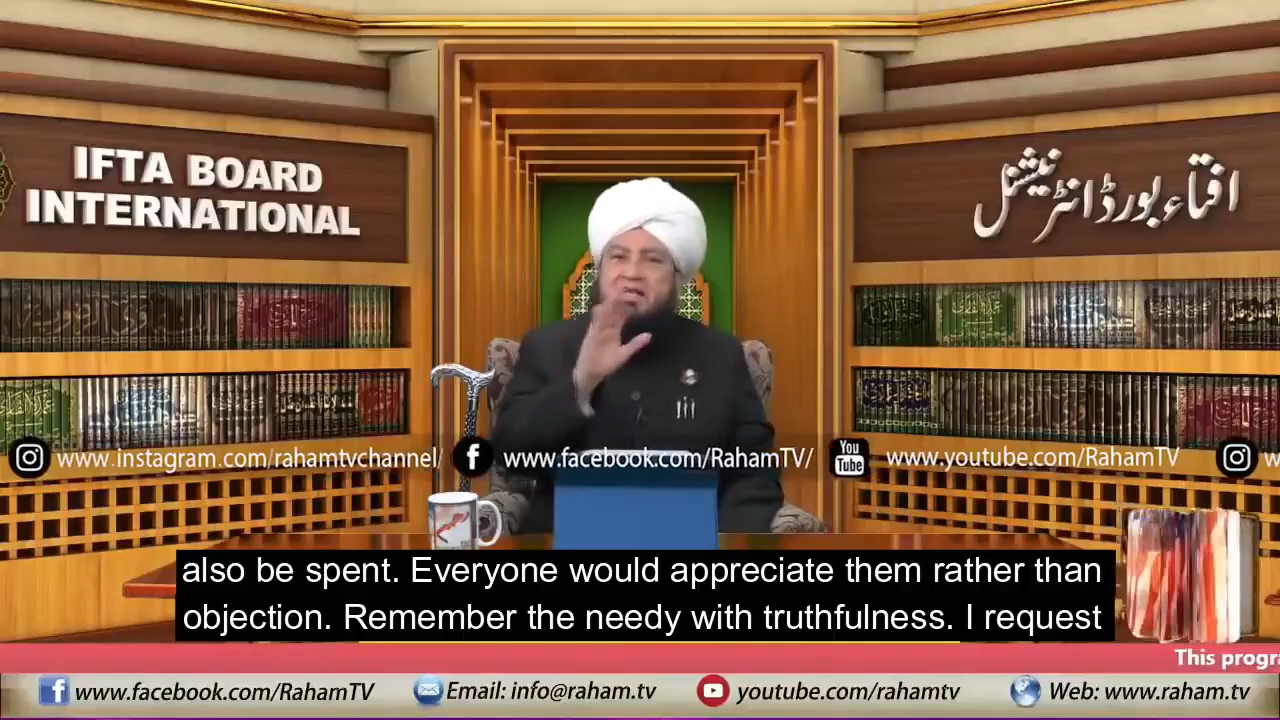 IFTA BOARD
INTERNATIONAL
افتاء بورڈ انٹرنیشنل
www.instagram.com/rahamtvchannel/
www.facebook.com/RahamTV/
You
Tube
www.youtube.com/RahamTV
w
also be spent. Everyone would appreciate them rather than
objection. Remember the needy with truthfulness. I request
This progra
www.facebook.com/RahamTV
Email: info@raham.tv
youtube.com/rahamtv
Web: www.raham.tv